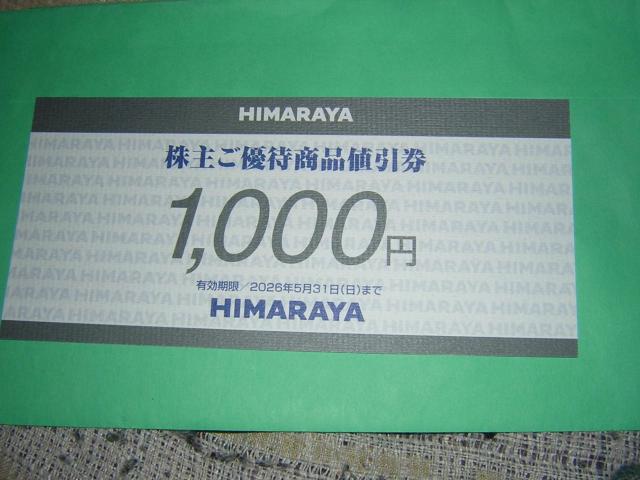 HIMARAYA
株主ご優待商品値引券
1,000円
有効期限／2026年5月31日(日)まで
HIMARAYA